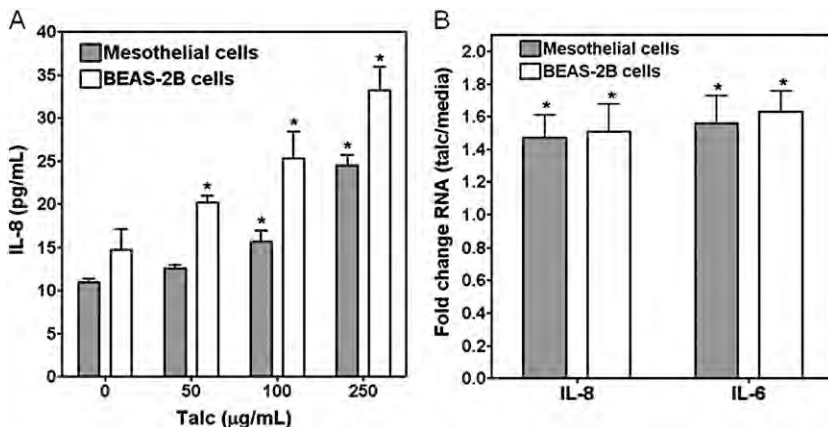 A
IL-8 (pg/mL)
40
35
30
25
20
15
10
5
0
Mesothelial cells
BEAS-2B cells
* * * * *
0 50 100 250
Talc (µg/mL)
B
Fold change RNA (talc/media)
2.0
1.8
1.6
1.4
1.2
1.0
0.8
0.6
0.4
0.2
0.0
Mesothelial cells
BEAS-2B cells
* * * *
IL-8 IL-6